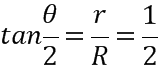 tan θ/2 = r/R = 1/2